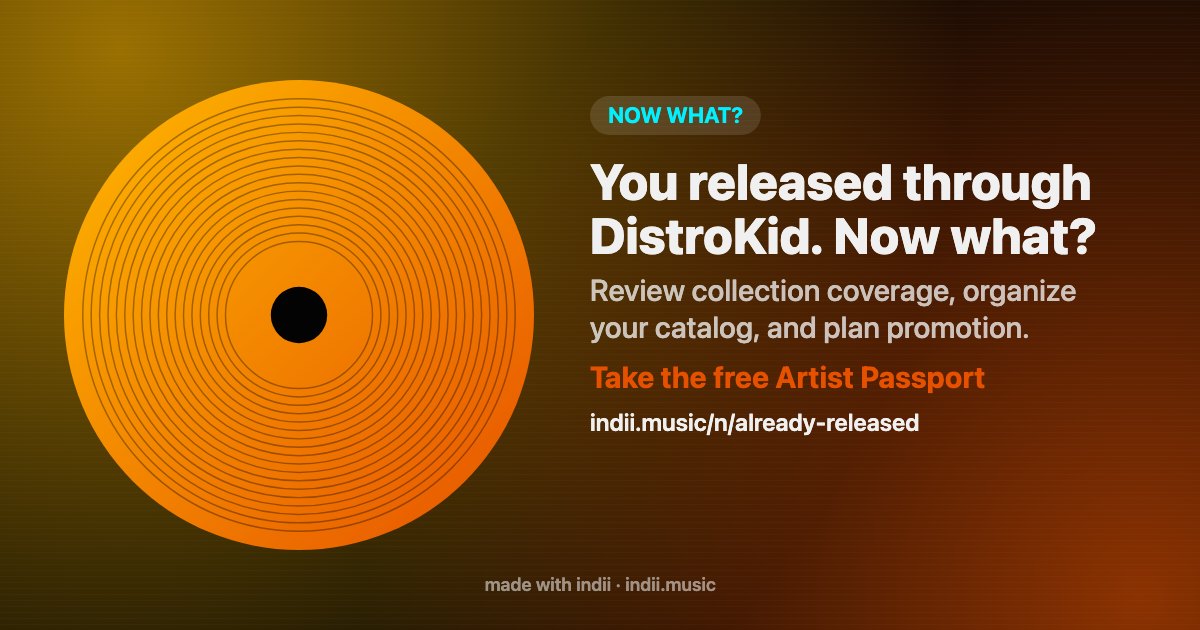 NOW WHAT?
You released through
DistroKid. Now what?
Review collection coverage, organize
your catalog, and plan promotion.
Take the free Artist Passport
indii.music/n/already-released
made with indii · indii.music